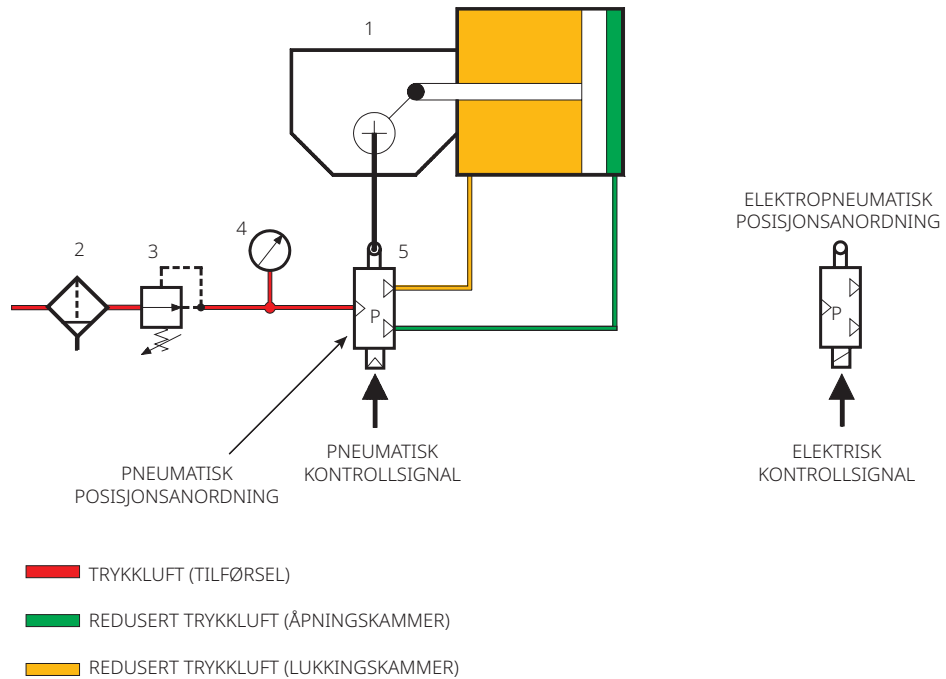 1
ELEKTROPNEUMATISK
POSISJONSANORDNING
2
3
4
5
P
P
PNEUMATISK
POSISJONSANORDNING
PNEUMATISK
KONTROLLSIGNAL
ELEKTRISK
KONTROLLSIGNAL
TRYKKLUFT (TILFØRSEL)
REDUSERT TRYKKLUFT (ÅPNINGSKAMMER)
REDUSERT TRYKKLUFT (LUKKINGSKAMMER)